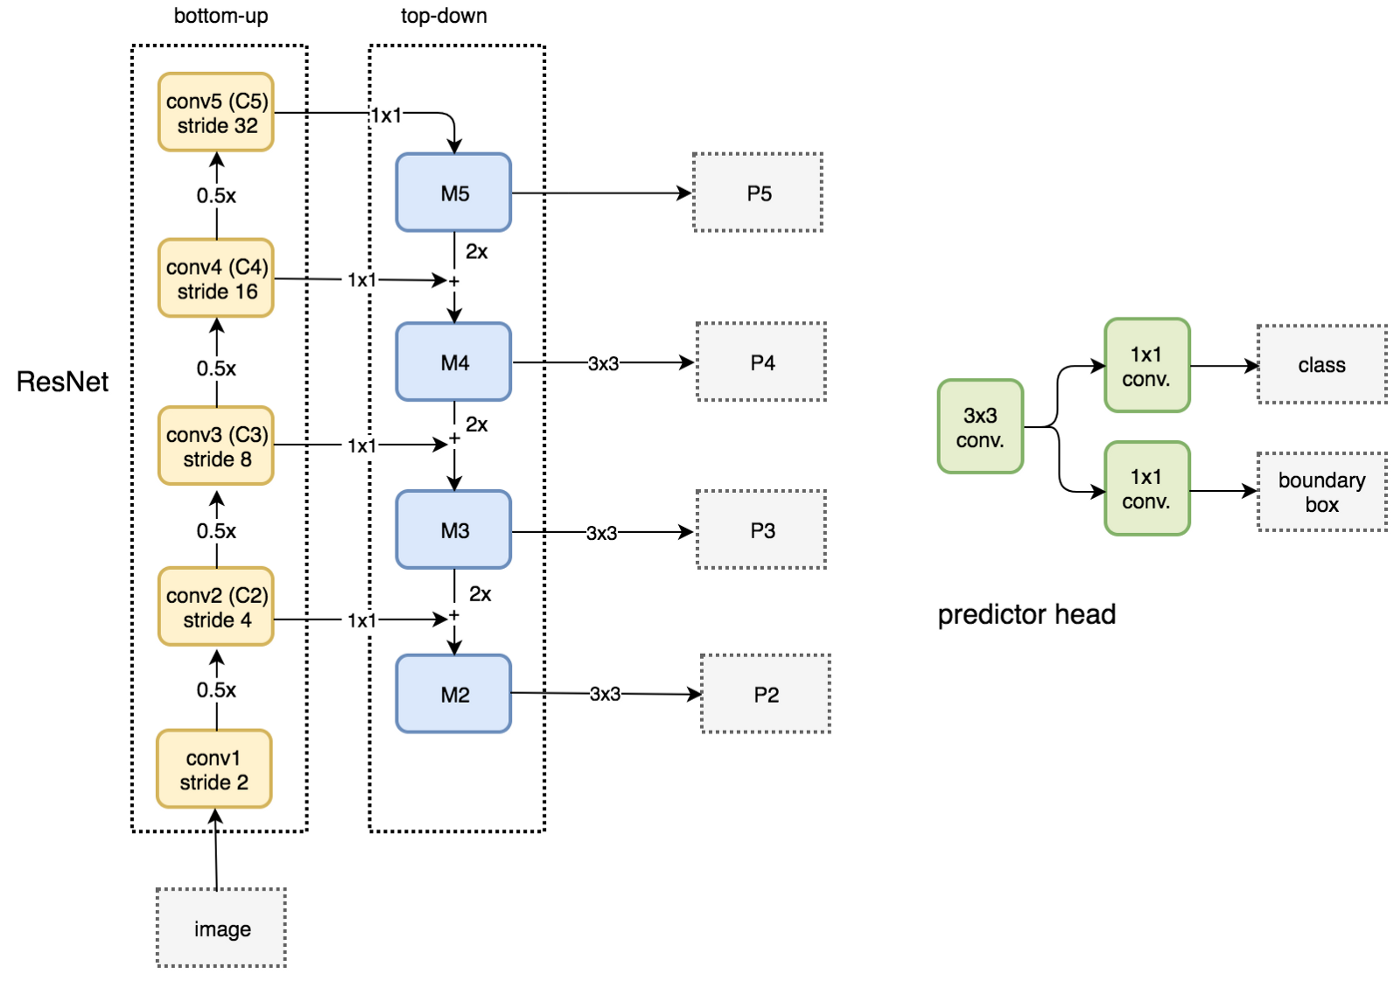 bottom-up
top-down
conv5 (C5)
stride 32
1x1
M5
P5
0.5x
2x
conv4 (C4)
stride 16
1x1
+
M4
3x3
P4
0.5x
2x
ResNet
conv3 (C3)
stride 8
1x1
+
M3
3x3
P3
0.5x
2x
conv2 (C2)
stride 4
1x1
+
M2
3x3
P2
0.5x
conv1
stride 2
image
3x3
conv.
1x1
conv.
class
1x1
conv.
boundary
box
predictor head